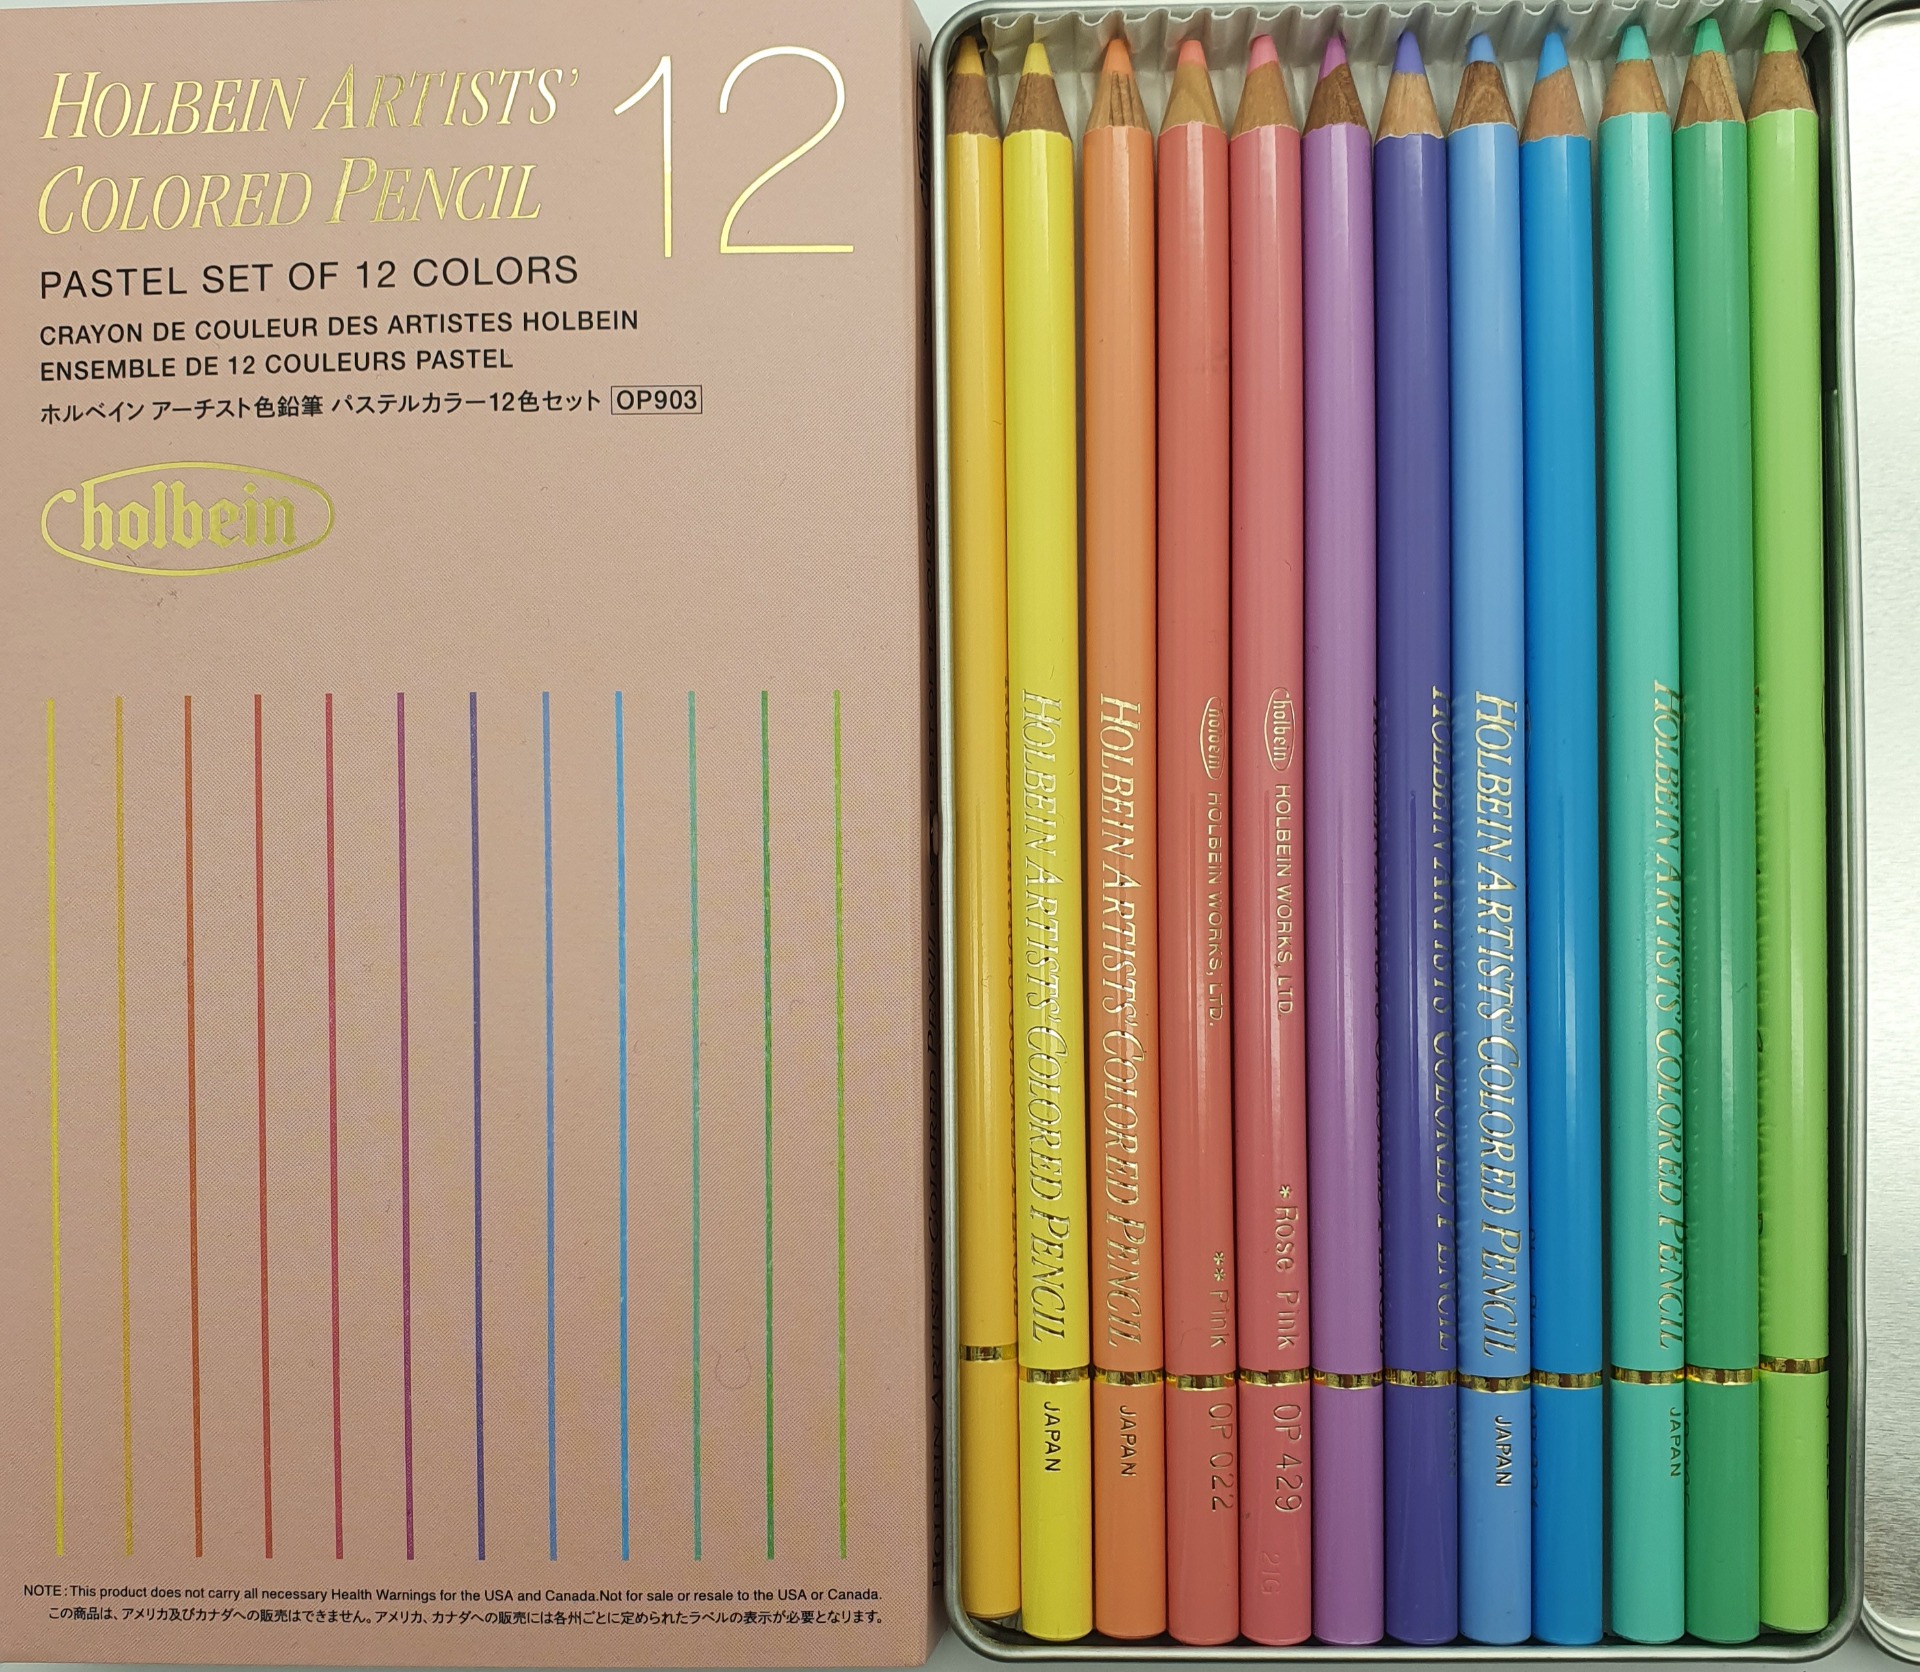 HOLBEIN ARTISTS'
COLORED PENCIL
12
PASTEL SET OF 12 COLORS
CRAYON DE COULEUR DES ARTISTES HOLBEIN
ENSEMBLE DE 12 COULEURS PASTEL
ホルベイン アーチスト色鉛筆 パステルカラー12色セット OP903
holbein
NOTE : This product does not carry all necessary Health Warnings for the USA and Canada.Not for sale or resale to the USA or Canada.
この商品は、アメリカ及びカナダへの販売はできません。アメリカ、カナダへの販売には各州ごとに定められたラベルの表示が必要となります。
HOLBEIN ARTISTS' COLORED PENCIL JAPAN
HOLBEIN ARTISTS' COLORED PENCIL JAPAN
holbein HOLBEIN WORKS, LTD. ** Pink OP 022
holbein HOLBEIN WORKS, LTD. * Rose Pink OP 429
HOLBEIN ARTISTS' COLORED PENCIL
HOLBEIN ARTISTS' COLORED PENCIL JAPAN
HOLBEIN ARTISTS' COLORED PENCIL JAPAN